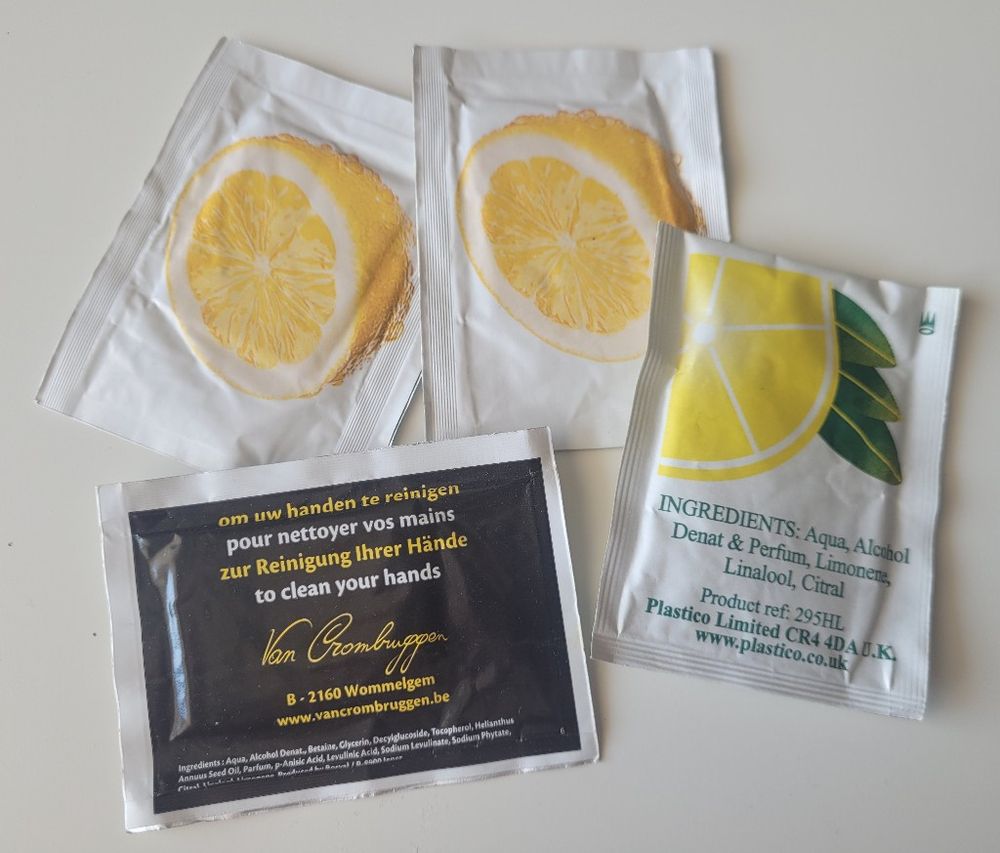 om uw handen te reinigen
pour nettoyer vos mains
zur Reinigung Ihrer Hände
to clean your hands
Van Crombruggen
B - 2160 Wommelgem
www.vancrombruggen.be
Ingredients : Aqua, Alcohol Denat., Betaine, Glycerin, Decylglucoside, Tocopherol, Helianthus
Annuus Seed Oil, Parfum, p-Anisic Acid, Levulinic Acid, Sodium Levulinate, Sodium Phytate,
6
INGREDIENTS: Aqua, Alcohol
Denat & Perfum, Limonene,
Linalool, Citral
Product ref: 295HL
Plastico Limited CR4 4DA U.K.
www.plastico.co.uk